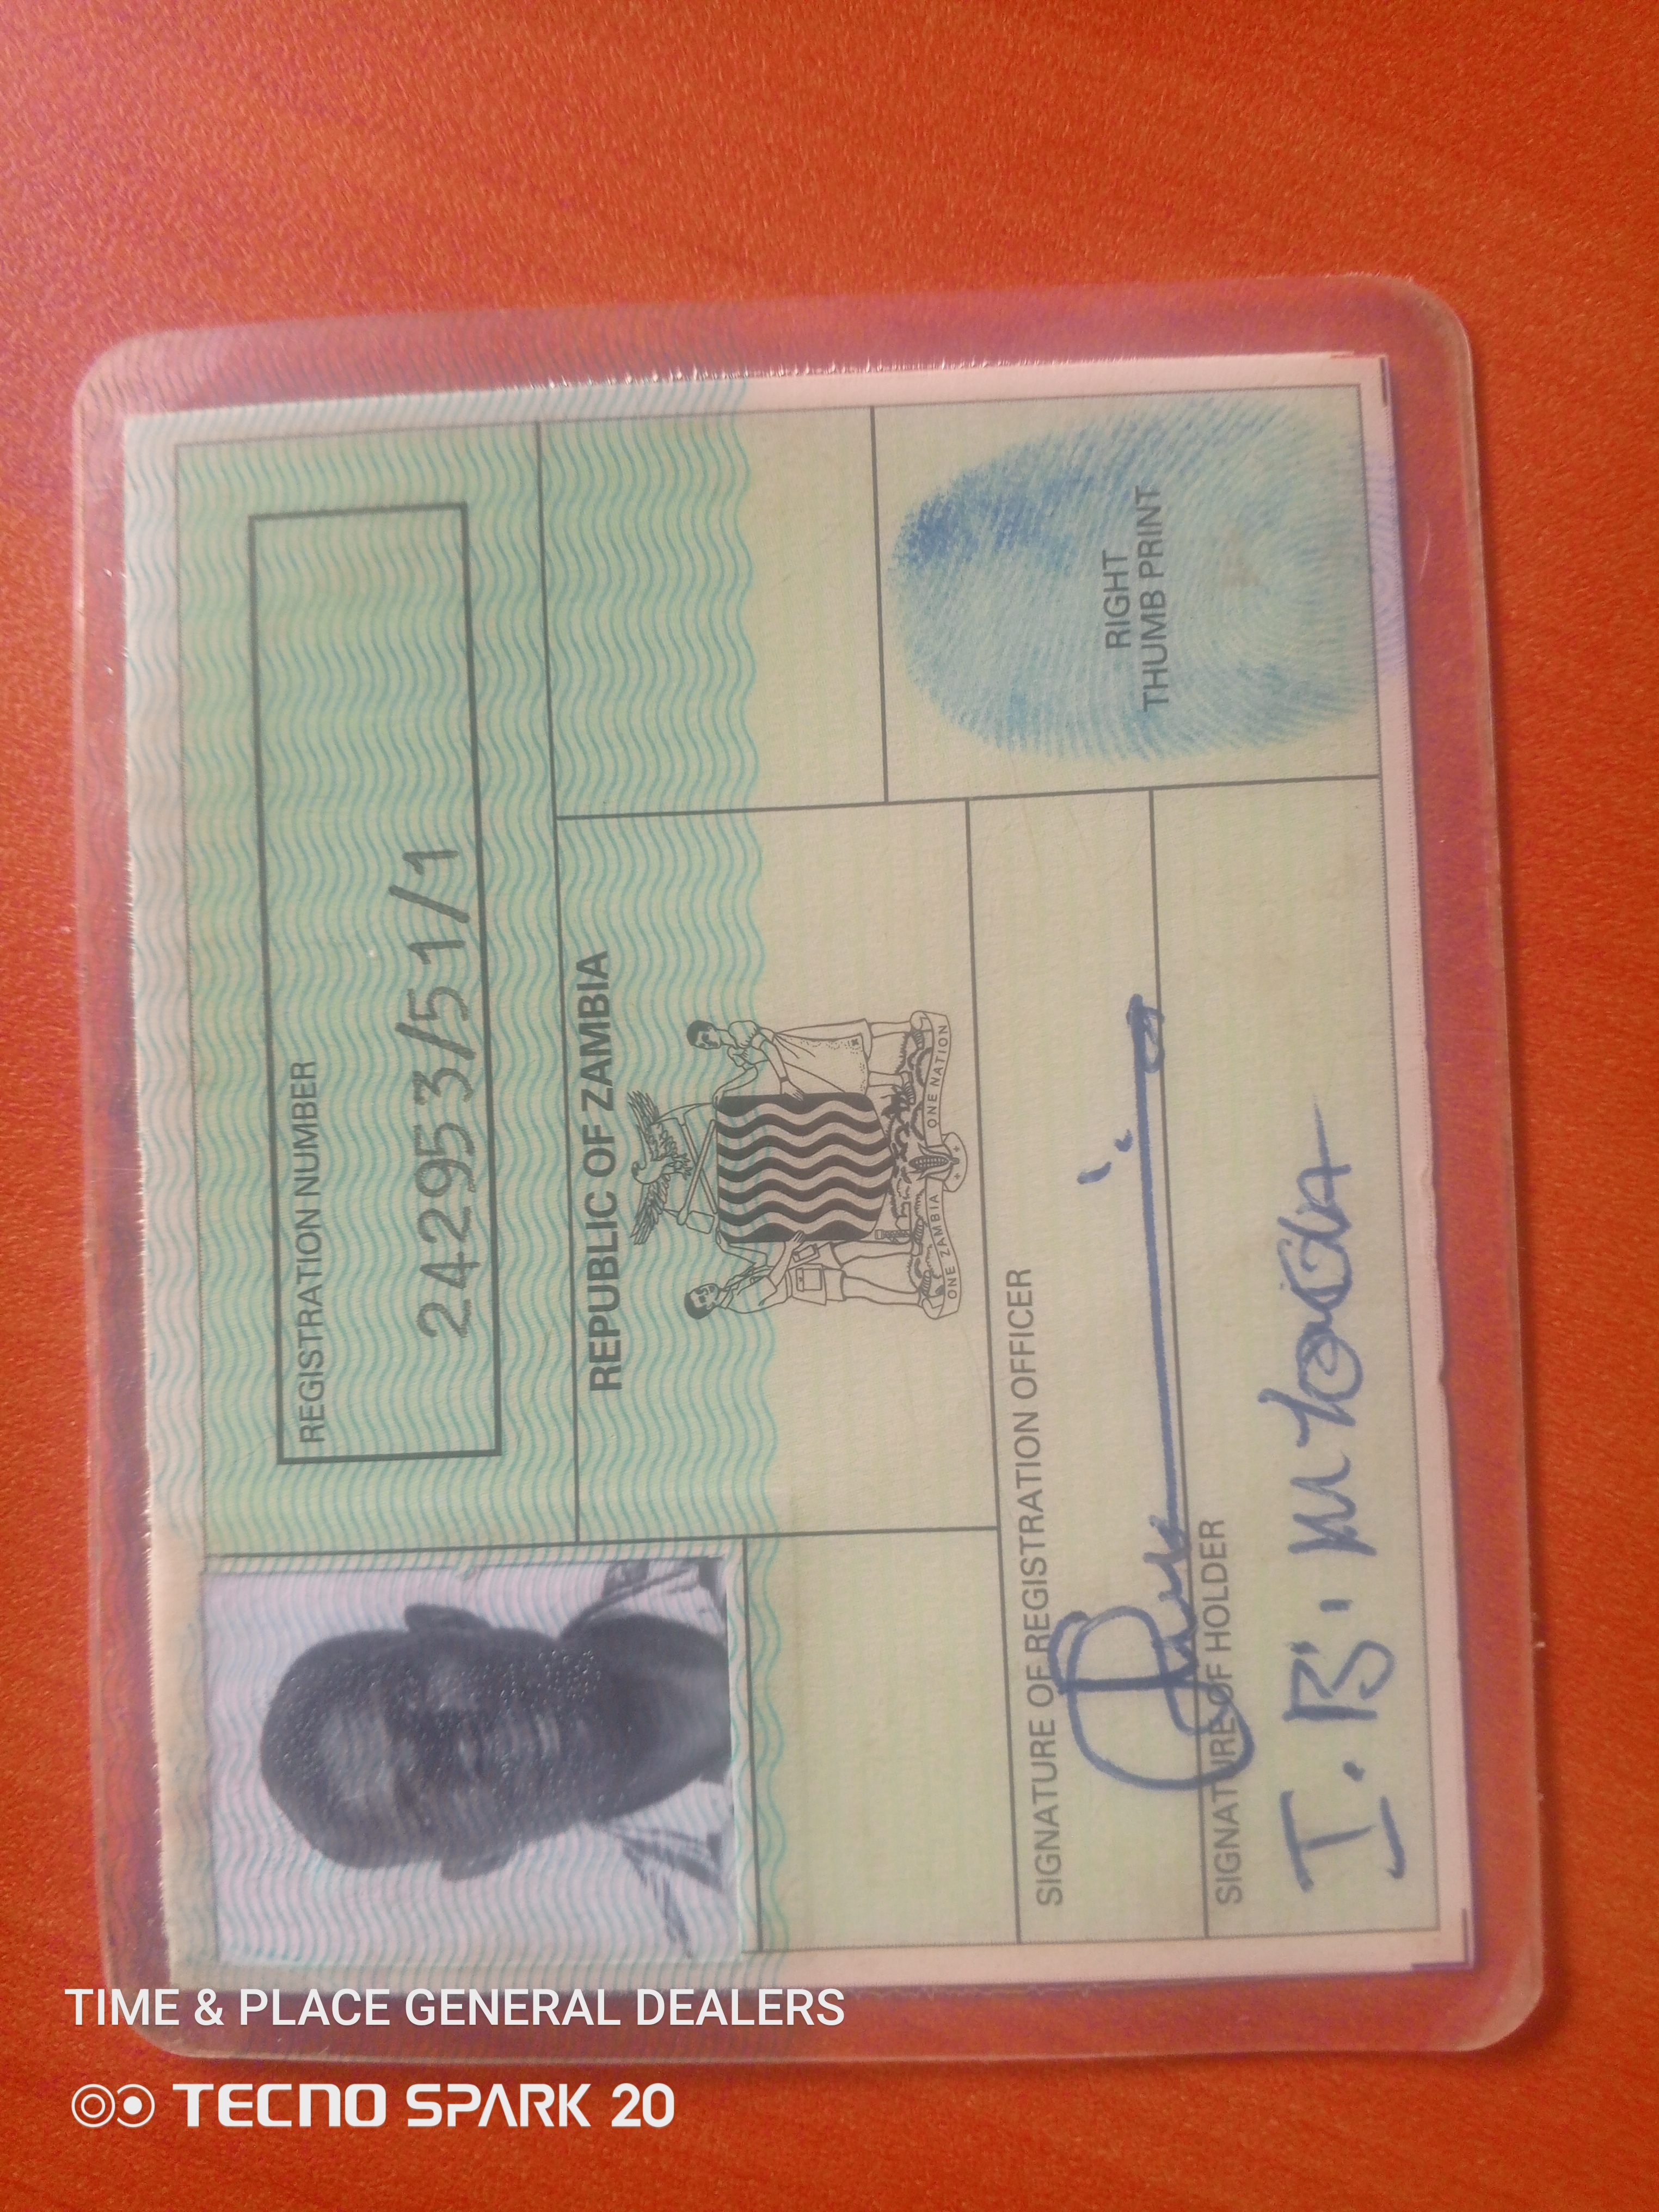 REGISTRATION NUMBER
242953/51/1
REPUBLIC OF ZAMBIA
ONE ZAMBIA ONE NATION
SIGNATURE OF REGISTRATION OFFICER
SIGNATURE OF HOLDER
I. B.
RIGHT
THUMB PRINT
TIME & PLACE GENERAL DEALERS
TECNO SPARK 20